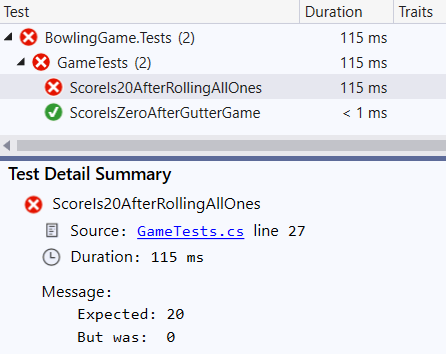 Test Duration Traits
BowlingGame.Tests (2) 115 ms
GameTests (2) 115 ms
ScoreIs20AfterRollingAllOnes 115 ms
ScoreIsZeroAfterGutterGame < 1 ms
Test Detail Summary
ScoreIs20AfterRollingAllOnes
Source: GameTests.cs line 27
Duration: 115 ms
Message:
Expected: 20
But was: 0